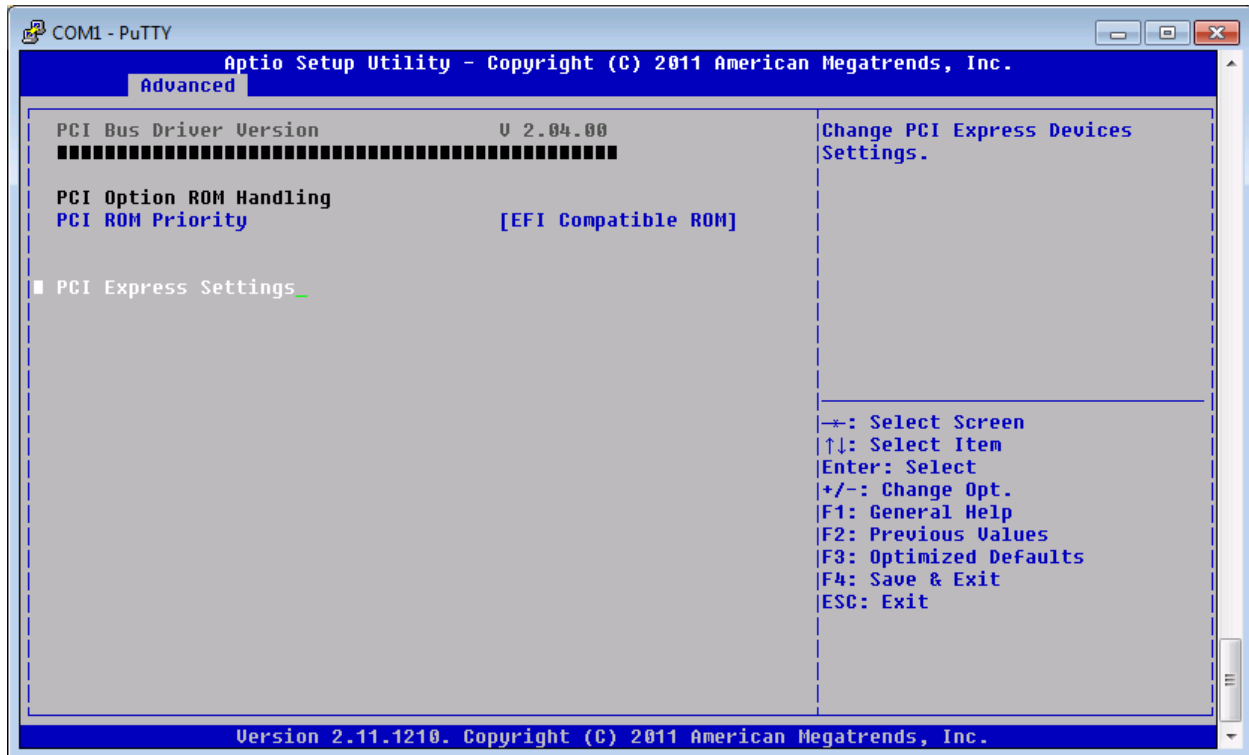 COM1 - PuTTY
Aptio Setup Utility - Copyright (C) 2011 American Megatrends, Inc.
Advanced
PCI Bus Driver Version V 2.04.00
PCI Option ROM Handling
PCI ROM Priority [EFI Compatible ROM]
PCI Express Settings_
Change PCI Express Devices
Settings.
→←: Select Screen
↑↓: Select Item
Enter: Select
+/-: Change Opt.
F1: General Help
F2: Previous Values
F3: Optimized Defaults
F4: Save & Exit
ESC: Exit
Version 2.11.1210. Copyright (C) 2011 American Megatrends, Inc.